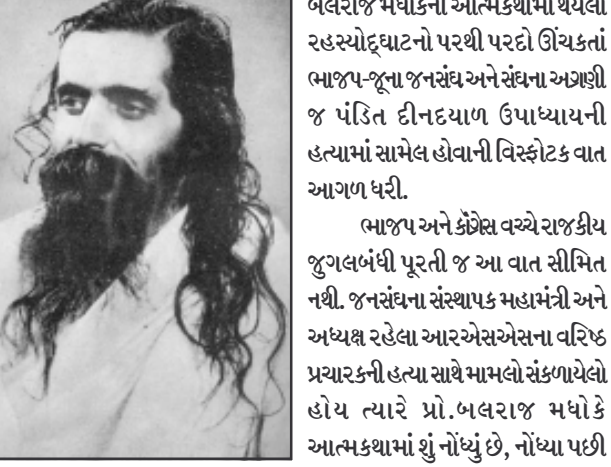 બલરાજ મધોકની આત્મકથામાં થયેલાં
રહસ્યોદ્ઘાટનો પરથી પરદો ઊંચકતાં
ભાજપ-જૂના જનસંઘ અને સંઘના અગ્રણી
જ પંડિત દીનદયાળ ઉપાધ્યાયની
હત્યામાં સામેલ હોવાની વિસ્ફોટક વાત
આગળ ધરી.
ભાજપ અને કોંગ્રેસ વચ્ચે રાજકીય
જુગલબંધી પૂરતી જ આ વાત સીમિત
નથી. જનસંઘના સંસ્થાપક મહામંત્રી અને
અધ્યક્ષ રહેલા આરએસએસના વરિષ્ઠ
પ્રચારકની હત્યા સાથે મામલો સંકળાયેલો
હોય ત્યારે પ્રો.બલરાજ મધોકે
આત્મકથામાં શું નોંધ્યું છે, નોંધ્યા પછી